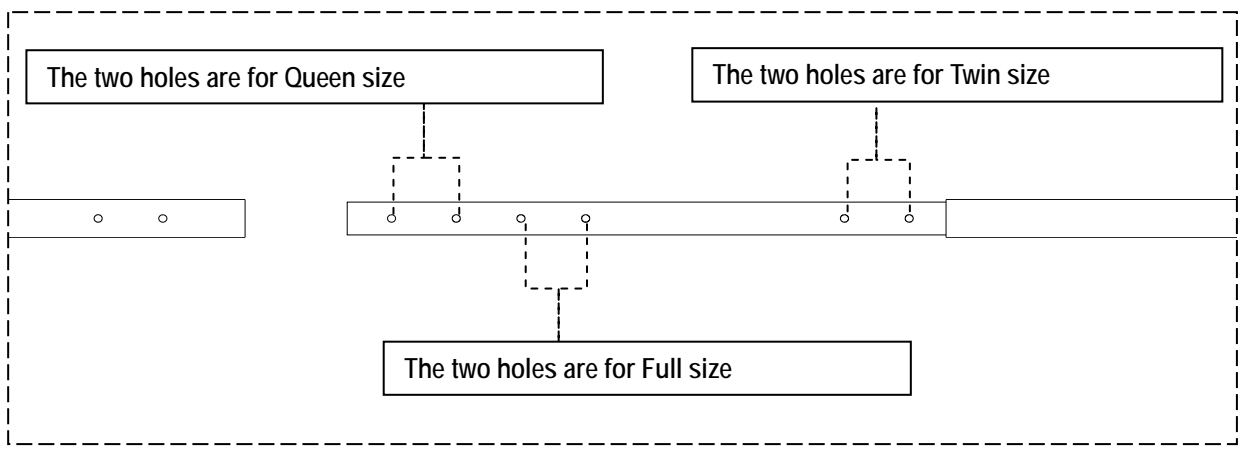 The two holes are for Queen size
The two holes are for Twin size
The two holes are for Full size